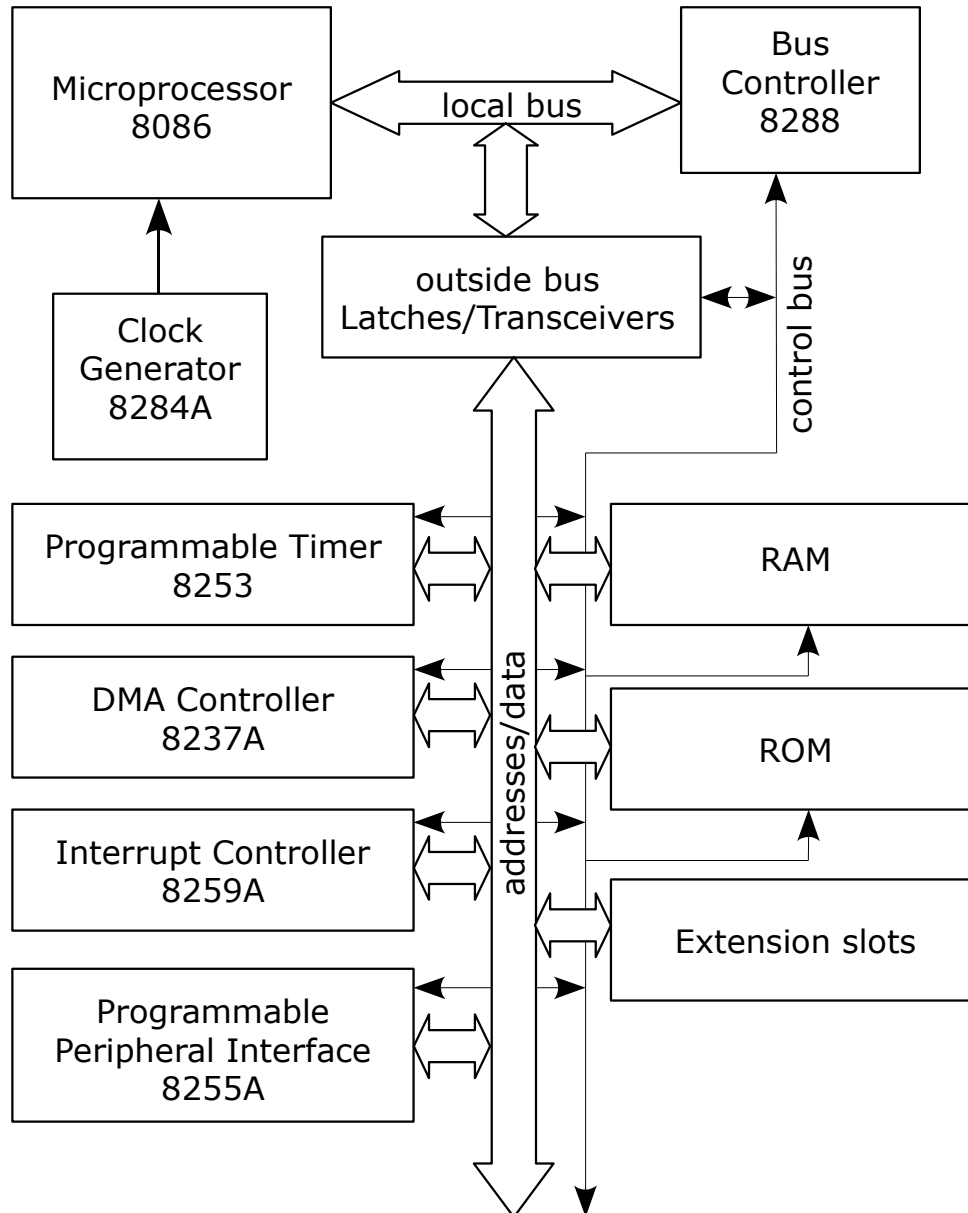 Microprocessor
8086
local bus
Bus
Controller
8288
outside bus
Latches/Transceivers
control bus
Clock
Generator
8284A
Programmable Timer
8253
RAM
addresses/data
DMA Controller
8237A
ROM
Interrupt Controller
8259A
Extension slots
Programmable
Peripheral Interface
8255A